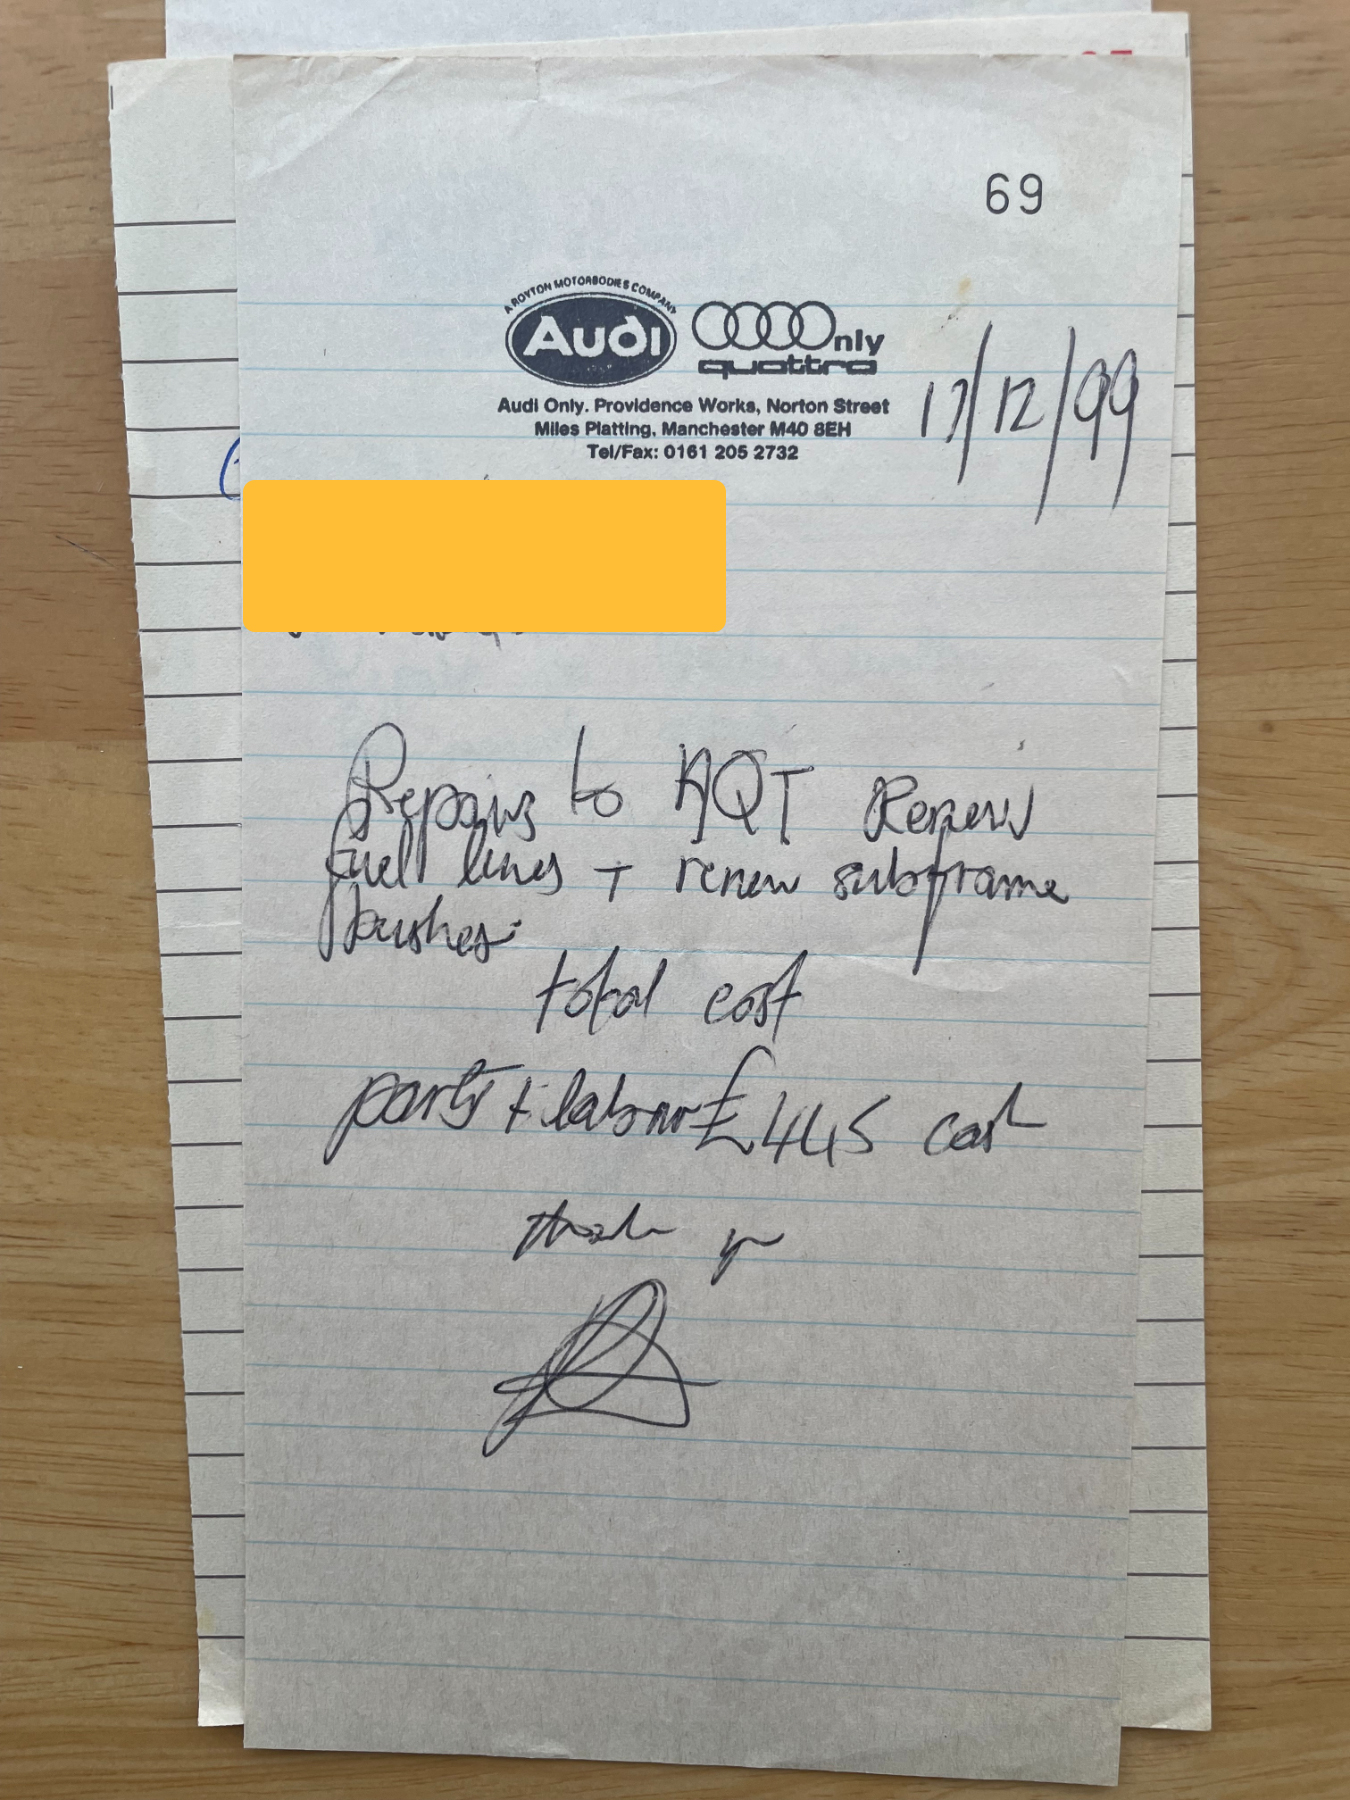 69
A ROYTON MOTORBODIES COMPANY
Audi Only
quattro
Audi Only. Providence Works, Norton Street
Miles Platting, Manchester M40 8EH
Tel/Fax: 0161 205 2732
17/12/99
Repairs to AQT Renew
fuel lines + renew subframe
bushes.
total cost
parts + labour £445 cash
thank you